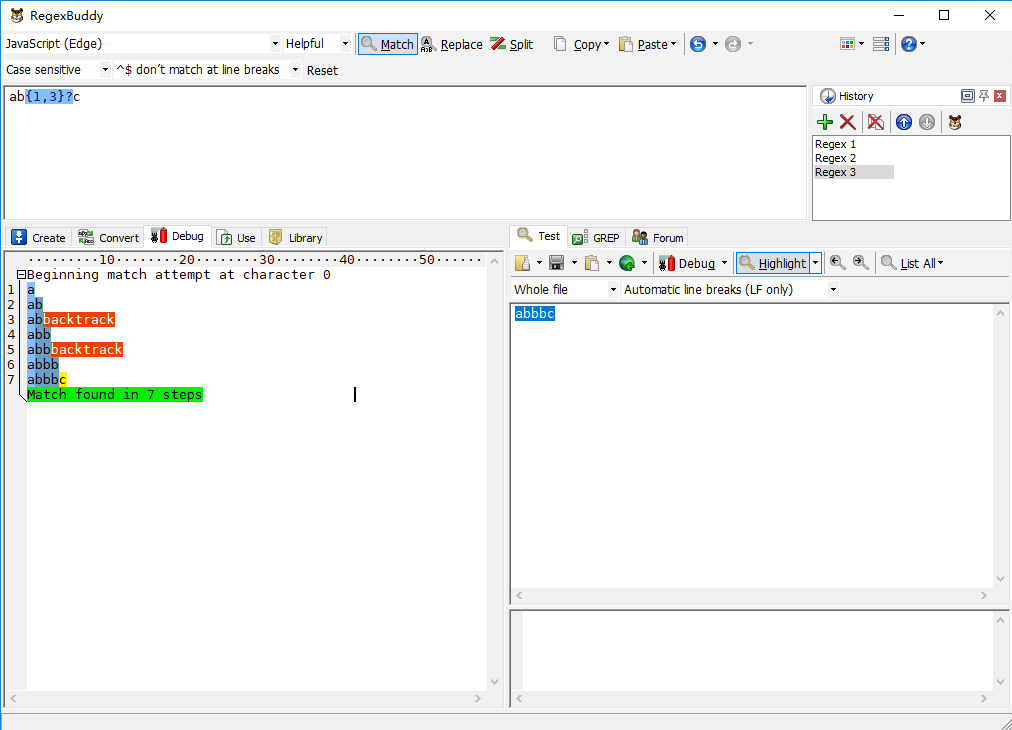 RegexBuddy
JavaScript (Edge) Helpful Match Replace Split Copy Paste
Case sensitive ^$ don't match at line breaks Reset
ab{1,3}?c
History
Regex 1
Regex 2
Regex 3
Create Convert Debug Use Library
·········10········20········30········40········50······
Beginning match attempt at character 0
1 a
2 ab
3 abbacktrack
4 abb
5 abbbacktrack
6 abbb
7 abbbc
Match found in 7 steps
Test GREP Forum
Debug Highlight List All
Whole file Automatic line breaks (LF only)
abbbc